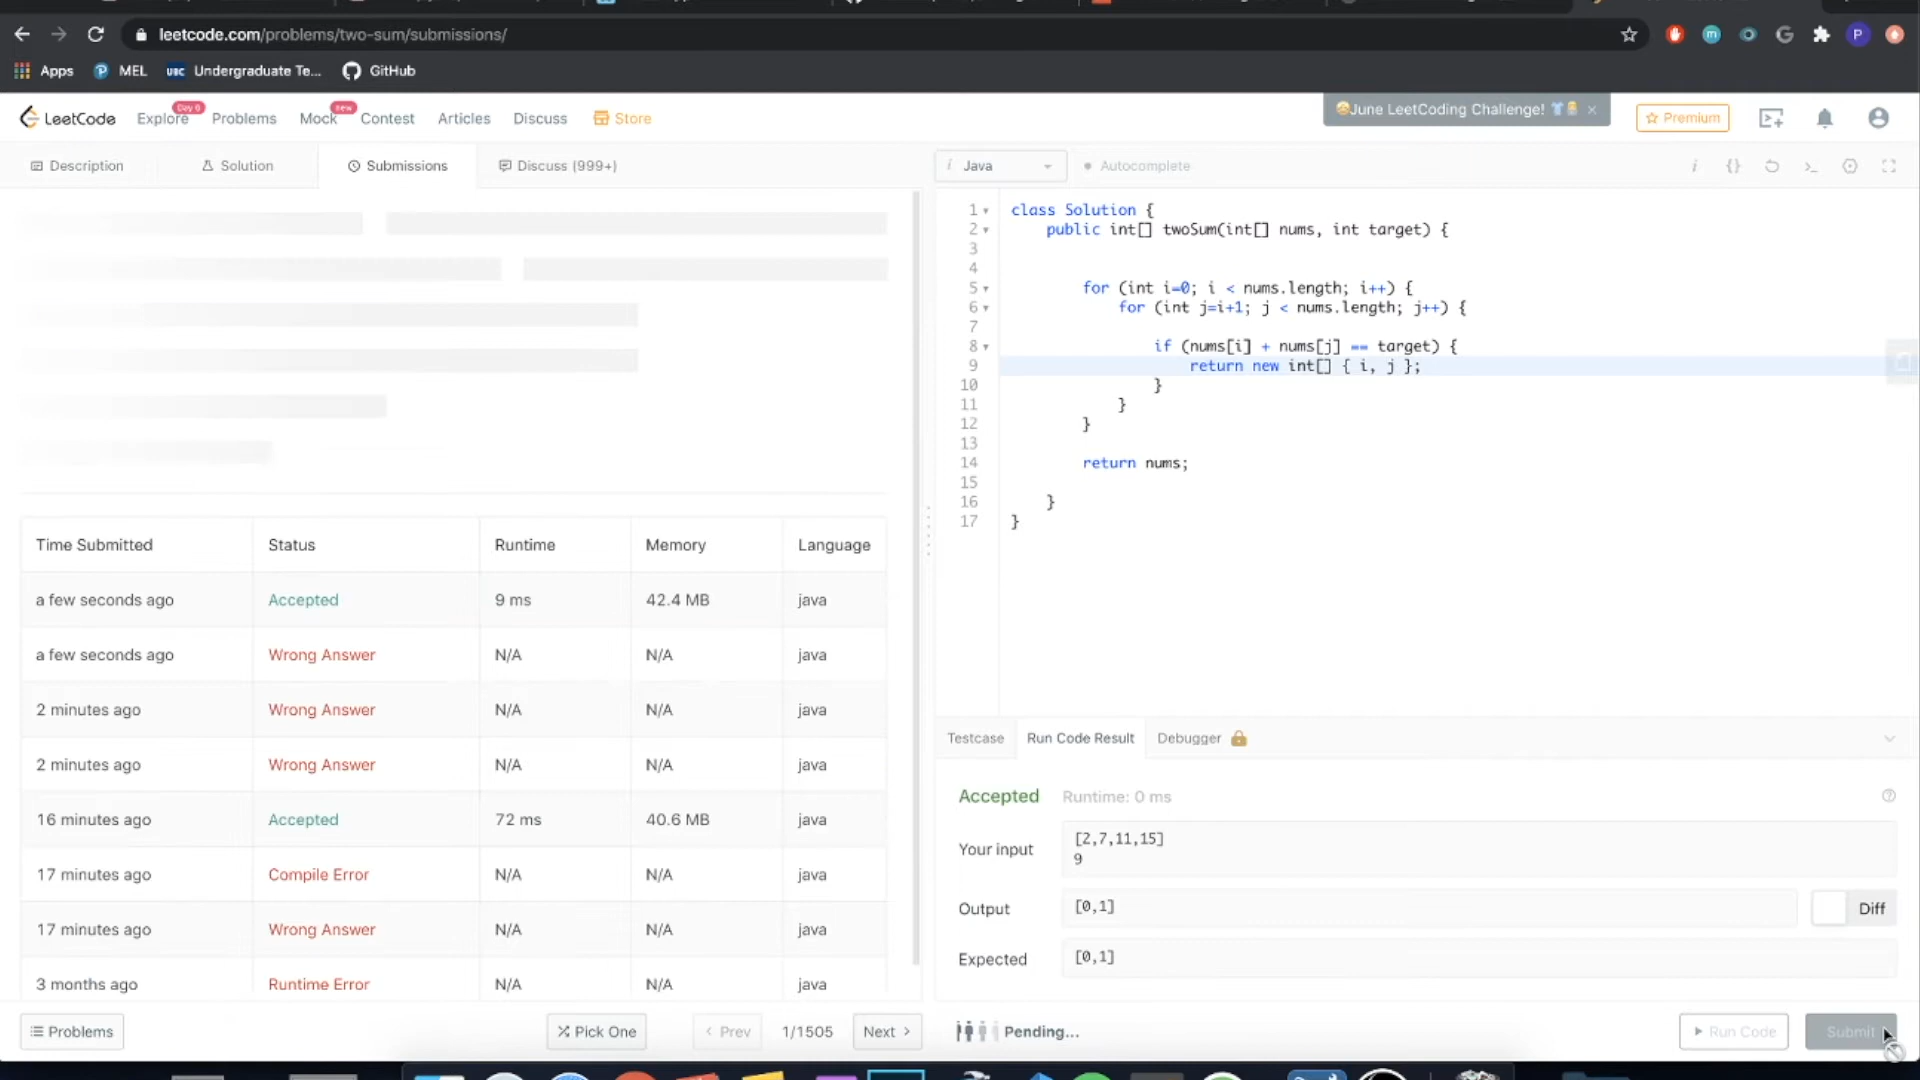 leetcode.com/problems/two-sum/submissions/
Apps MEL UBC Undergraduate Te... GitHub
LeetCode Explore Day 6 Problems Mock new Contest Articles Discuss Store June LeetCoding Challenge! × Premium
Description Solution Submissions Discuss (999+)
i Java Autocomplete
1 class Solution {
2 public int[] twoSum(int[] nums, int target) {
3
4
5 for (int i=0; i < nums.length; i++) {
6 for (int j=i+1; j < nums.length; j++) {
7
8 if (nums[i] + nums[j] == target) {
9 return new int[] { i, j };
10 }
11 }
12 }
13
14 return nums;
15
16 }
17 }
Time Submitted Status Runtime Memory Language
a few seconds ago Accepted 9 ms 42.4 MB java
a few seconds ago Wrong Answer N/A N/A java
2 minutes ago Wrong Answer N/A N/A java
2 minutes ago Wrong Answer N/A N/A java
16 minutes ago Accepted 72 ms 40.6 MB java
17 minutes ago Compile Error N/A N/A java
17 minutes ago Wrong Answer N/A N/A java
3 months ago Runtime Error N/A N/A java
Testcase Run Code Result Debugger
Accepted Runtime: 0 ms
Your input
[2,7,11,15]
9
Output [0,1] Diff
Expected [0,1]
Problems Pick One < Prev 1/1505 Next > Pending... Run Code Submit